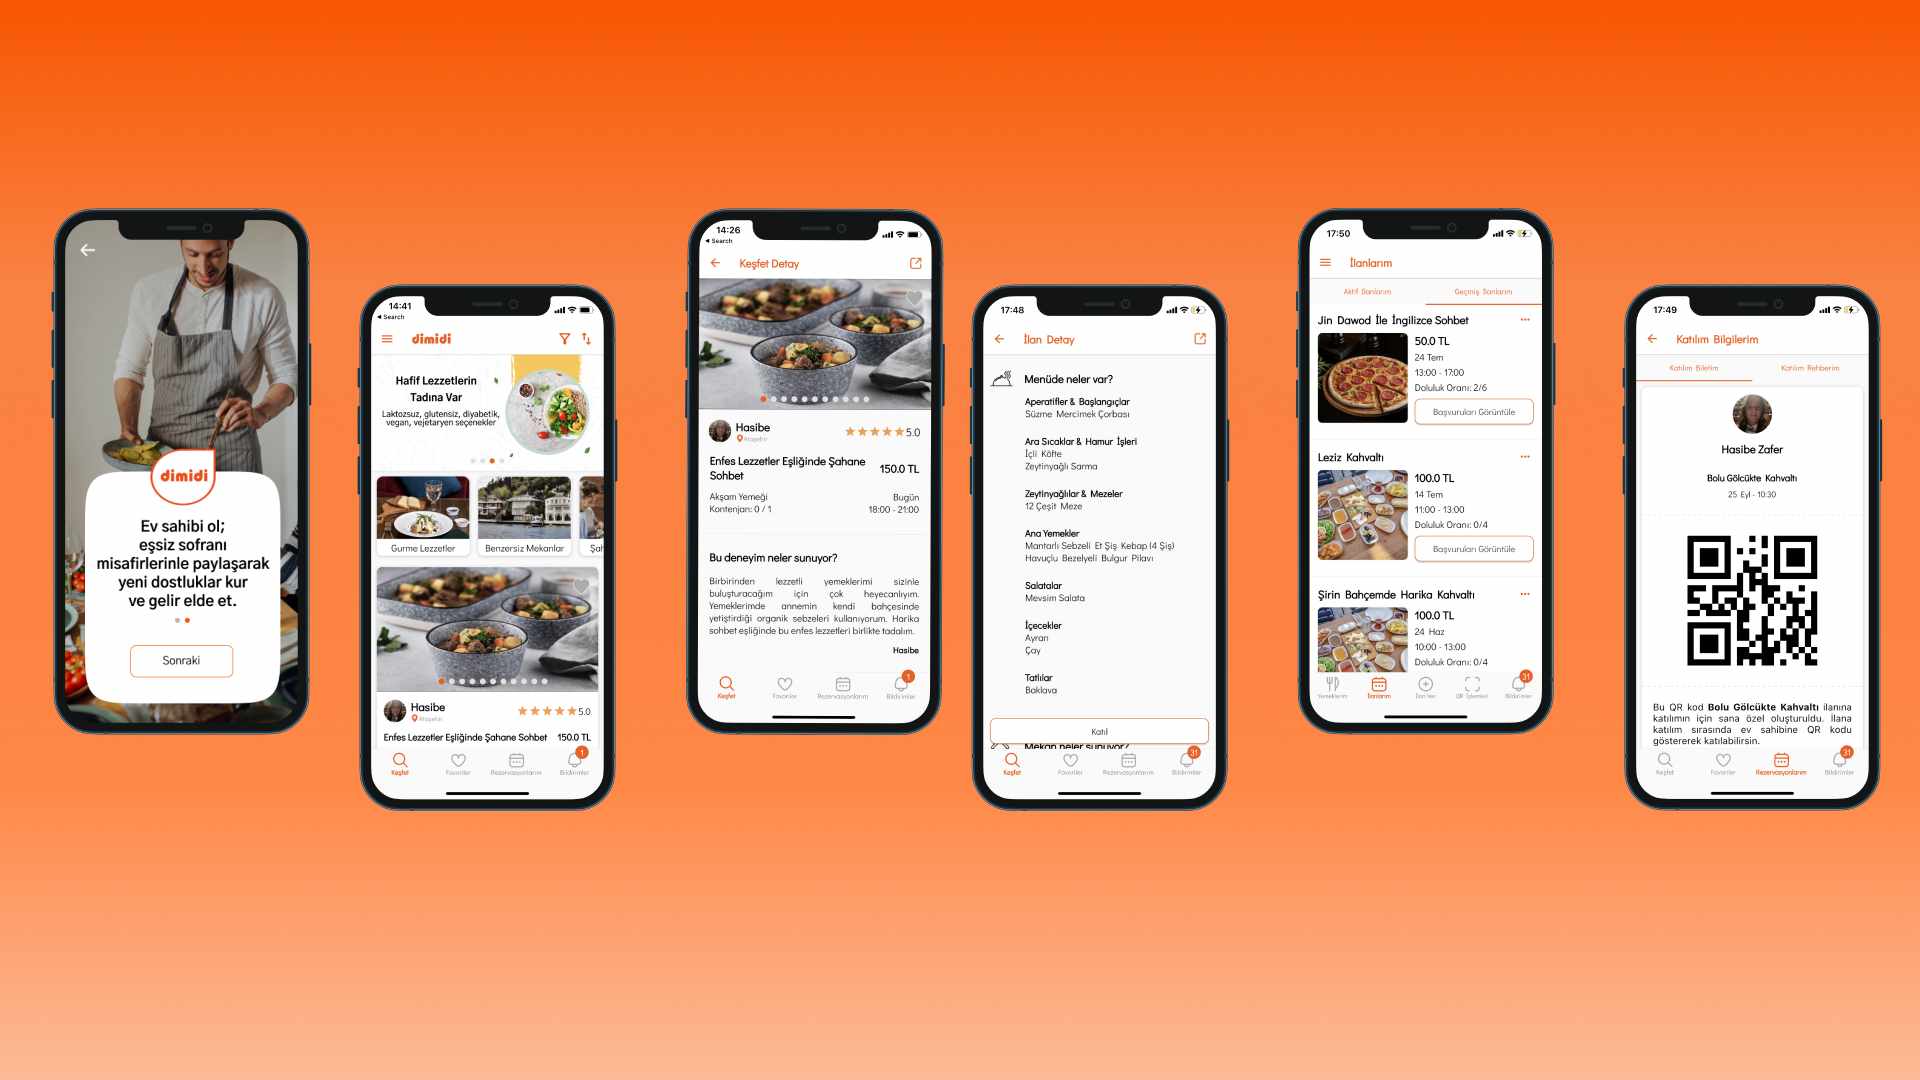 dimidi
Ev sahibi ol;
eşsiz sofranı
misafirlerinle paylaşarak
yeni dostluklar kur
ve gelir elde et.
Sonraki
14:41
Search
dimidi
Hafif Lezzetlerin
Tadına Var
Laktozsuz, glutensiz, diyabetik,
vegan, vejetaryen seçenekler
Gurme Lezzetler
Benzersiz Mekanlar
Şah
Hasibe
Ataşehir
5.0
Enfes Lezzetler Eşliğinde Şahane Sohbet 150.0 TL
Keşfet
Favoriler
Rezervasyonlarım
Bildirimler
1
14:26
Search
Keşfet Detay
Hasibe
Ataşehir
5.0
Enfes Lezzetler Eşliğinde Şahane
Sohbet
150.0 TL
Akşam Yemeği
Bugün
Kontenjan: 0 / 1
18:00 - 21:00
Bu deneyim neler sunuyor?
Birbirinden lezzetli yemeklerimi sizinle
buluşturacağım için çok heyecanlıyım.
Yemeklerimde annemin kendi bahçesinde
yetiştirdiği organik sebzeleri kullanıyorum. Harika
sohbet eşliğinde bu enfes lezzetleri birlikte tadalım.
Hasibe
Keşfet
Favoriler
Rezervasyonlarım
Bildirimler
1
17:48
İlan Detay
Menüde neler var?
Aperatifler & Başlangıçlar
Süzme Mercimek Çorbası
Ara Sıcaklar & Hamur İşleri
İçli Köfte
Zeytinyağlı Sarma
Zeytinyağlılar & Mezeler
12 Çeşit Meze
Ana Yemekler
Mantarlı Sebzeli Et Şiş Kebap (4 Şiş)
Havuçlu Bezelyeli Bulgur Pilavı
Salatalar
Mevsim Salata
İçecekler
Ayran
Çay
Tatlılar
Baklava
Katıl
Mekan neler sunuyor?
Keşfet
Favoriler
Rezervasyonlarım
Bildirimler
31
17:50
İlanlarım
Aktif İlanlarım
Geçmiş İlanlarım
Jin Dawod İle İngilizce Sohbet
50.0 TL
24 Tem
13:00 - 17:00
Doluluk Oranı: 2/6
Başvuruları Görüntüle
Leziz Kahvaltı
100.0 TL
14 Tem
11:00 - 13:00
Doluluk Oranı: 0/4
Başvuruları Görüntüle
Şirin Bahçemde Harika Kahvaltı
100.0 TL
24 Haz
10:00 - 13:00
Doluluk Oranı: 0/4
Yemeklerim
İlanlarım
İlan Ver
QR İşlemleri
Bildirimler
31
17:49
Katılım Bilgilerim
Katılım Biletim
Katılım Rehberim
Hasibe Zafer
Bolu Gölcükte Kahvaltı
25 Eyl - 10:30
Bu QR kod Bolu Gölcükte Kahvaltı ilanına
katılımın için sana özel oluşturuldu. İlana
katılım sırasında ev sahibine QR kodu
göstererek katılabilirsin.
Keşfet
Favoriler
Rezervasyonlarım
Bildirimler
31